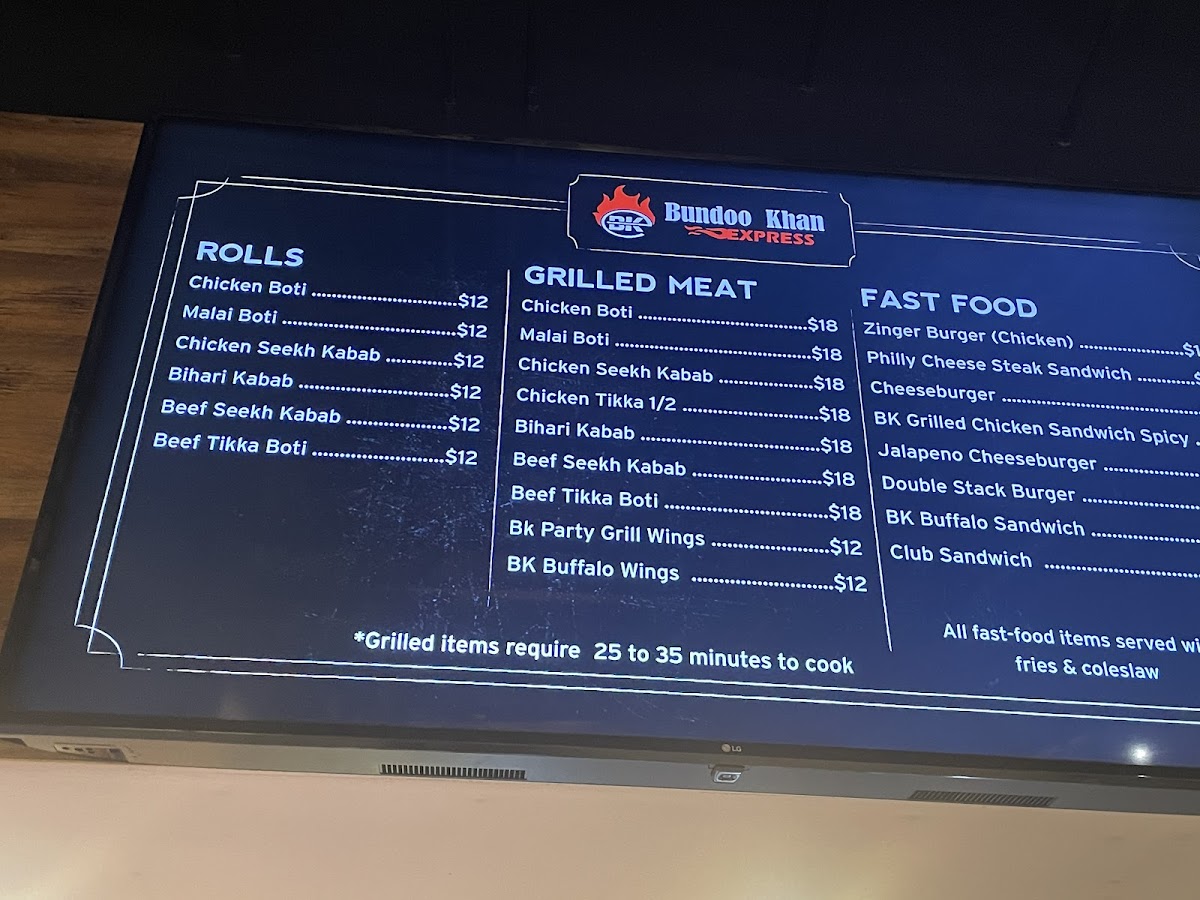 BK Bundoo Khan
EXPRESS
ROLLS
Chicken Boti ........................$12
Malai Boti ............................$12
Chicken Seekh Kabab ...........$12
Bihari Kabab .........................$12
Beef Seekh Kabab .................$12
Beef Tikka Boti ......................$12
GRILLED MEAT
Chicken Boti ............................$18
Malai Boti .................................$18
Chicken Seekh Kabab ...............$18
Chicken Tikka 1/2 ......................$18
Bihari Kabab .............................$18
Beef Seekh Kabab .....................$18
Beef Tikka Boti ..........................$18
Bk Party Grill Wings ...................$12
BK Buffalo Wings .......................$12
FAST FOOD
Zinger Burger (Chicken) .................
Philly Cheese Steak Sandwich ..........
Cheeseburger .................................
BK Grilled Chicken Sandwich Spicy
Jalapeno Cheeseburger .................
Double Stack Burger ....................
BK Buffalo Sandwich ...................
Club Sandwich ...........................
*Grilled items require 25 to 35 minutes to cook
All fast-food items served
fries & coleslaw
LG